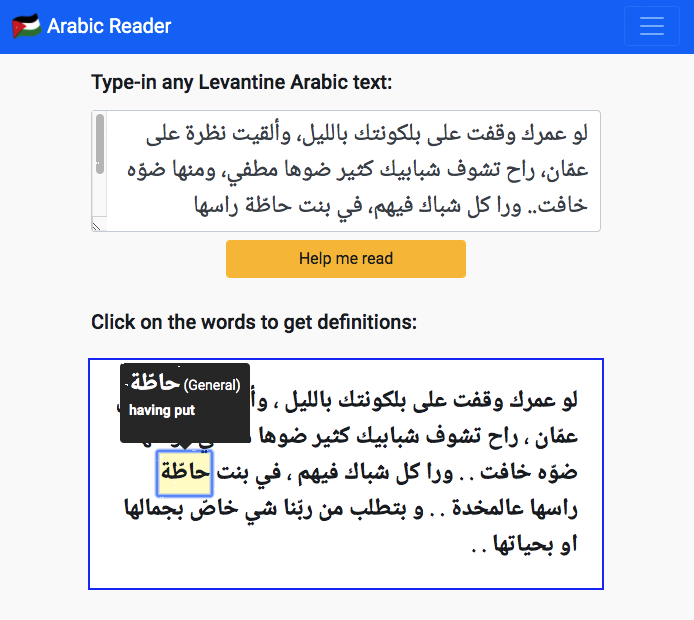 Arabic Reader
Type-in any Levantine Arabic text:
لو عمرك وقفت على بلكونتك بالليل، وألقيت نظرة على
عمّان، راح تشوف شبابيك كثير ضوها مطفي، ومنها ضوّه
خافت.. ورا كل شباك فيهم، في بنت حاطّة راسها
Help me read
Click on the words to get definitions:
حاطّة (General)
having put
لو عمرك وقفت على بلكونتك بالليل ،
عمّان ، راح تشوف شبابيك كثير ضوها
ضوّه خافت . . ورا كل شباك فيهم ، في بنت حاطّة
راسها عالمخدة . . و بتطلب من ربّنا شي خاصّ بجمالها
او بحياتها . .